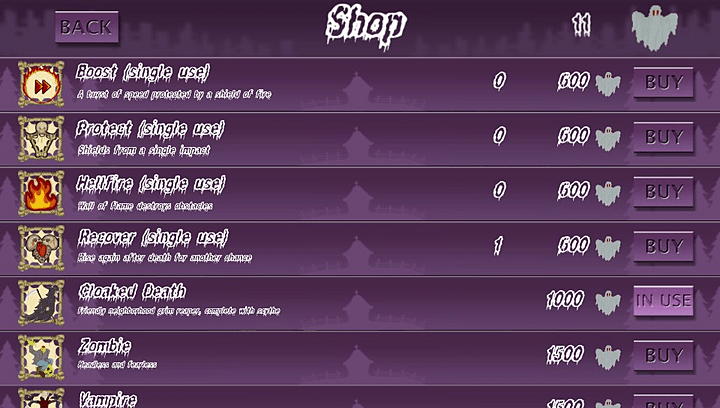 BACK
Shop
11
Boost (single use)
A burst of speed protected by a shield of fire
0
600
BUY
Protect (single use)
Shields from a single impact
0
600
BUY
HellFire (single use)
Wall of flame destroys obstacles
0
600
BUY
Recover (single use)
Rise again after death for another chance
1
600
BUY
Cloaked Death
Friendly neighborhood grim reaper, complete with scythe
1000
IN USE
Zombie
Headless and fearless
1500
BUY
Vampire
1500
BUY